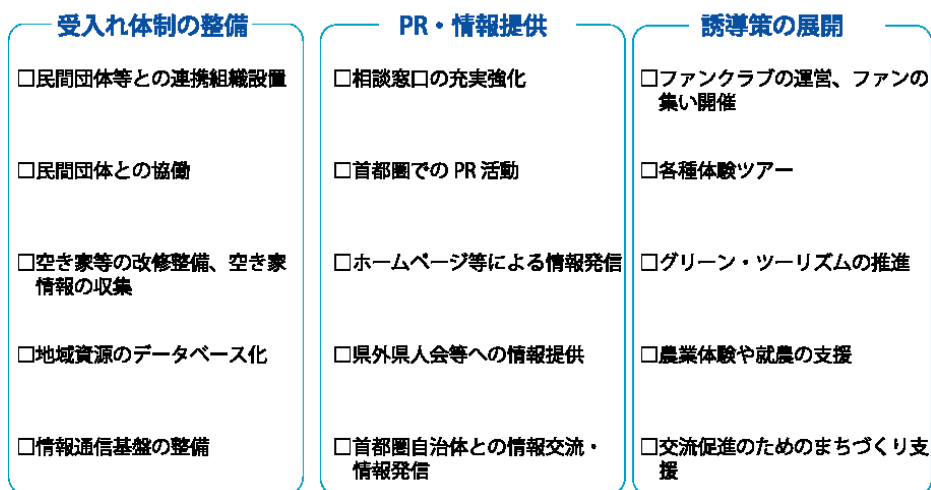 受入れ体制の整備
□民間団体等との連携組織設置
□民間団体との協働
□空き家等の改修整備、空き家
情報の収集
□地域資源のデータベース化
□情報通信基盤の整備
PR・情報提供
□相談窓口の充実強化
□首都圏での PR 活動
□ホームページ等による情報発信
□県外県人会等への情報提供
□首都圏自治体との情報交流・
情報発信
誘導策の展開
□ファンクラブの運営、ファンの
集い開催
□各種体験ツアー
□グリーン・ツーリズムの推進
□農業体験や就農の支援
□交流促進のためのまちづくり支
援